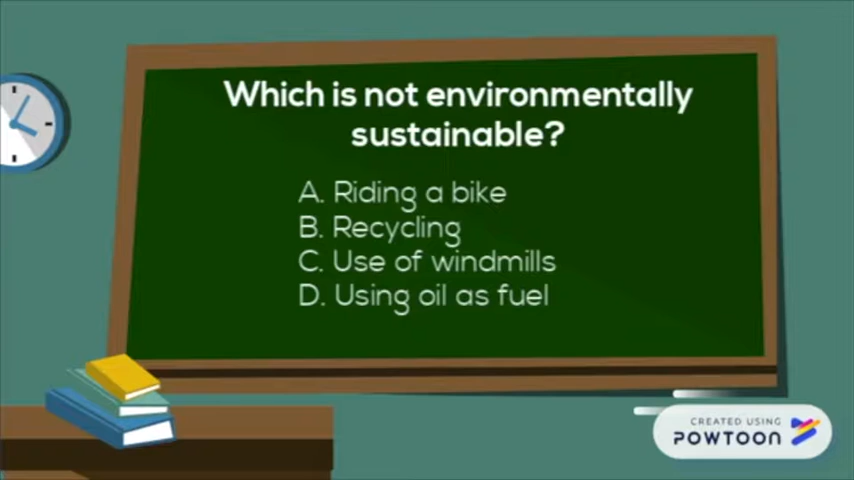 Which is not environmentally
sustainable?
A. Riding a bike
B. Recycling
C. Use of windmills
D. Using oil as fuel
CREATED USING
POWTOON